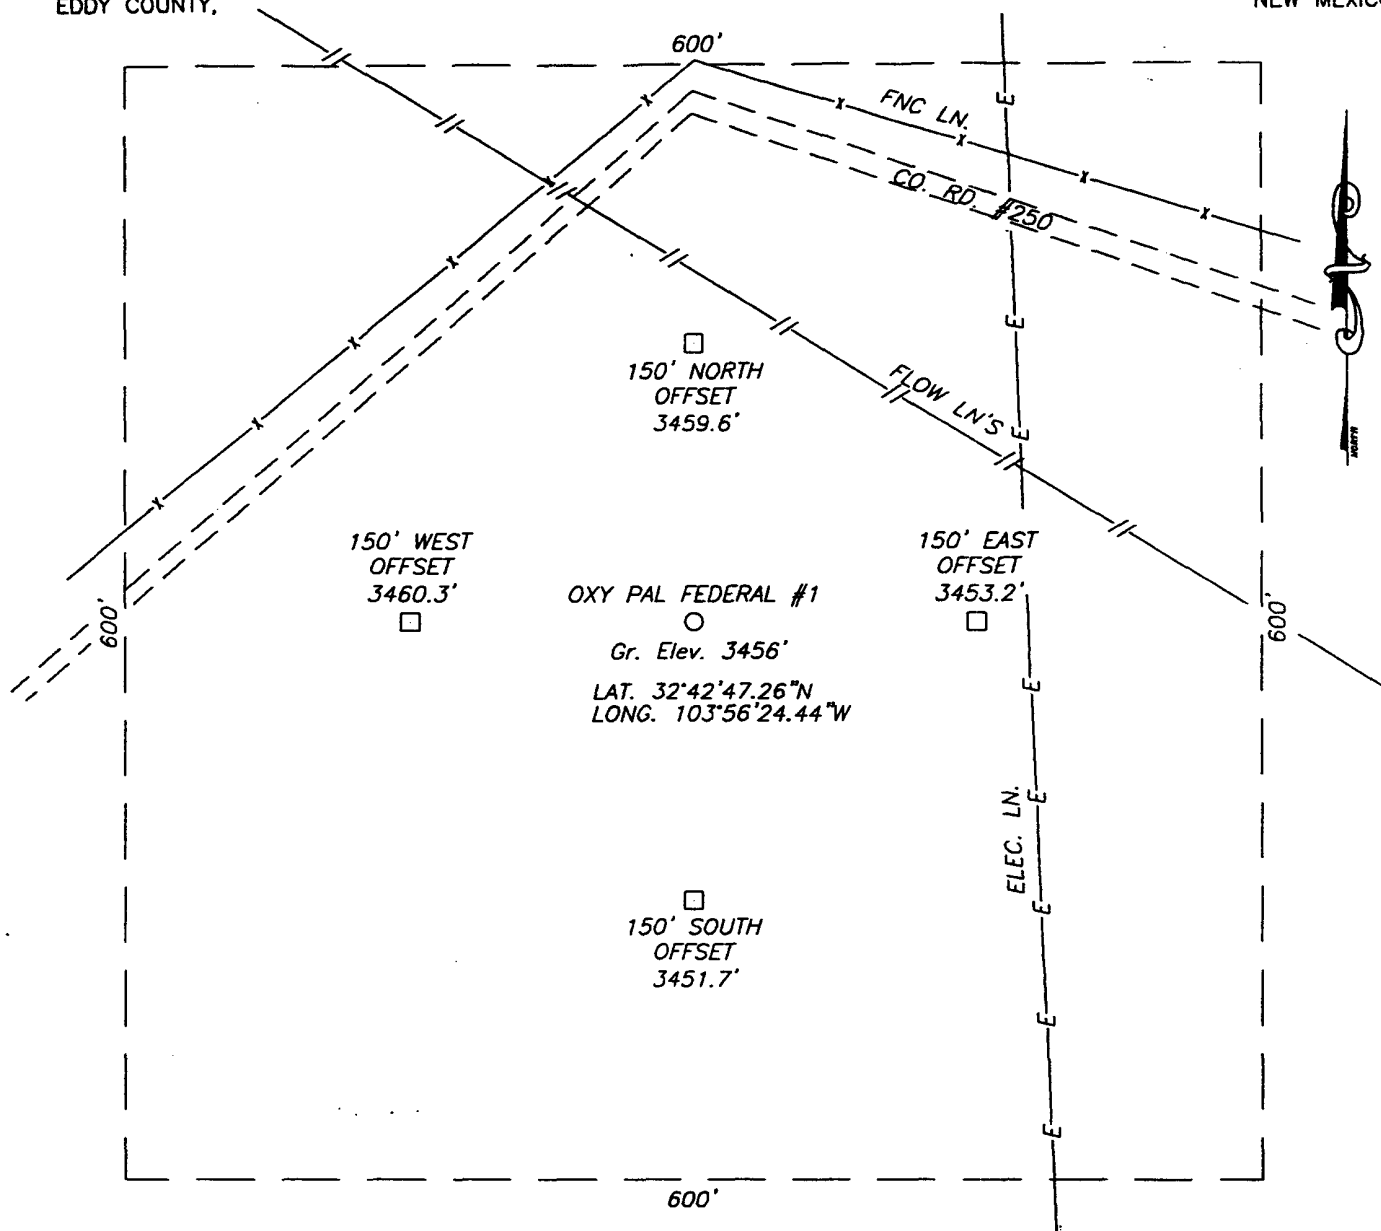 EDDY COUNTY,
NEW MEXICO
600'
FNC LN.
CO. RD. #250
150' NORTH
OFFSET
3459.6'
FLOW LN'S
NORTH
150' WEST
OFFSET
3460.3'
150' EAST
OFFSET
3453.2'
OXY PAL FEDERAL #1
600'
600'
Gr. Elev. 3456'
LAT. 32°42'47.26"N
LONG. 103°56'24.44"W
ELEC. LN.
150' SOUTH
OFFSET
3451.7'
600'
E
E
E
E
E
E
E
E